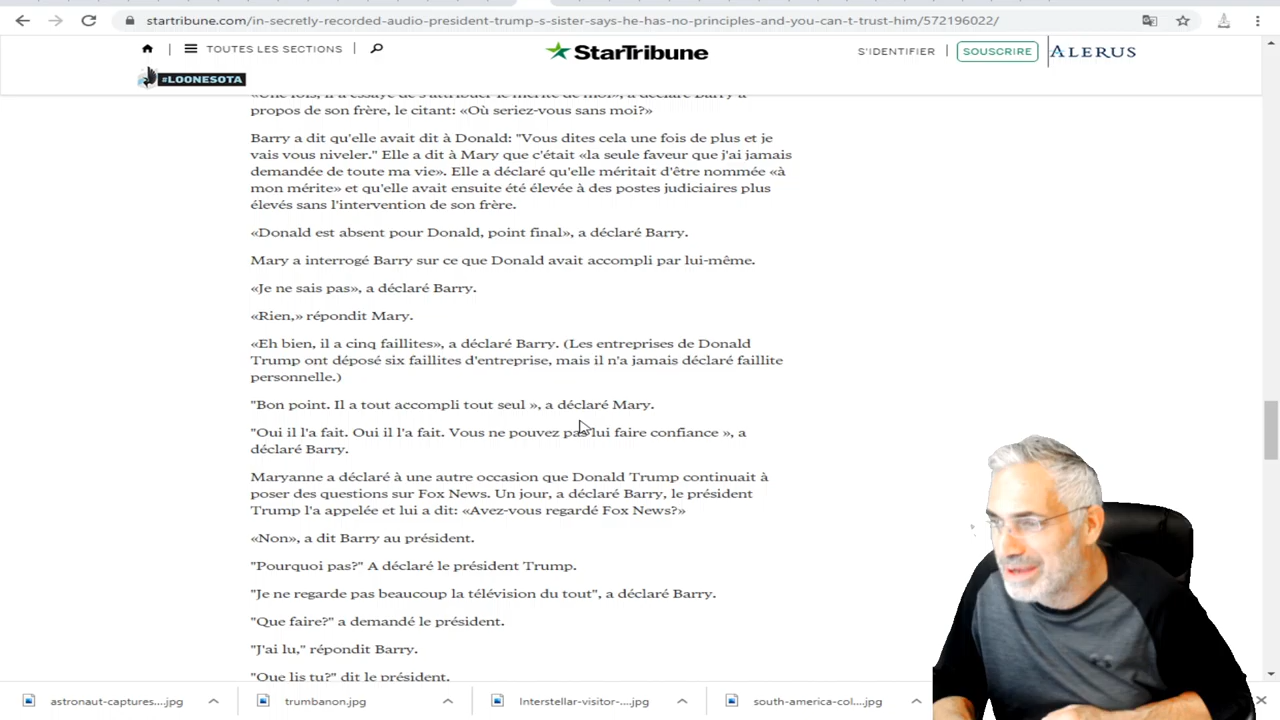 startribune.com/in-secretly-recorded-audio-president-trump-s-sister-says-he-has-no-principles-and-you-can-t-trust-him/572196022/
TOUTES LES SECTIONS
StarTribune
S'IDENTIFIER
SOUSCRIRE
ALERUS
#LOONESOTA
«Une fois, il a essayé de s'attribuer le mérite de moi», a déclaré Barry à
propos de son frère, le citant: «Où seriez-vous sans moi?»
Barry a dit qu'elle avait dit à Donald: "Vous dites cela une fois de plus et je
vais vous niveler." Elle a dit à Mary que c'était «la seule faveur que j'ai jamais
demandée de toute ma vie». Elle a déclaré qu'elle méritait d'être nommée «à
mon mérite» et qu'elle avait ensuite été élevée à des postes judiciaires plus
élevés sans l'intervention de son frère.
«Donald est absent pour Donald, point final», a déclaré Barry.
Mary a interrogé Barry sur ce que Donald avait accompli par lui-même.
«Je ne sais pas», a déclaré Barry.
«Rien,» répondit Mary.
«Eh bien, il a cinq faillites», a déclaré Barry. (Les entreprises de Donald
Trump ont déposé six faillites d'entreprise, mais il n'a jamais déclaré faillite
personnelle.)
"Bon point. Il a tout accompli tout seul », a déclaré Mary.
"Oui il l'a fait. Oui il l'a fait. Vous ne pouvez pas lui faire confiance », a
déclaré Barry.
Maryanne a déclaré à une autre occasion que Donald Trump continuait à
poser des questions sur Fox News. Un jour, a déclaré Barry, le président
Trump l'a appelée et lui a dit: «Avez-vous regardé Fox News?»
«Non», a dit Barry au président.
"Pourquoi pas?" A déclaré le président Trump.
"Je ne regarde pas beaucoup la télévision du tout", a déclaré Barry.
"Que faire?" a demandé le président.
"J'ai lu," répondit Barry.
"Que lis tu?" dit le président.
astronaut-captures....jpg
trumbanon.jpg
Interstellar-visitor-....jpg
south-america-col....jpg